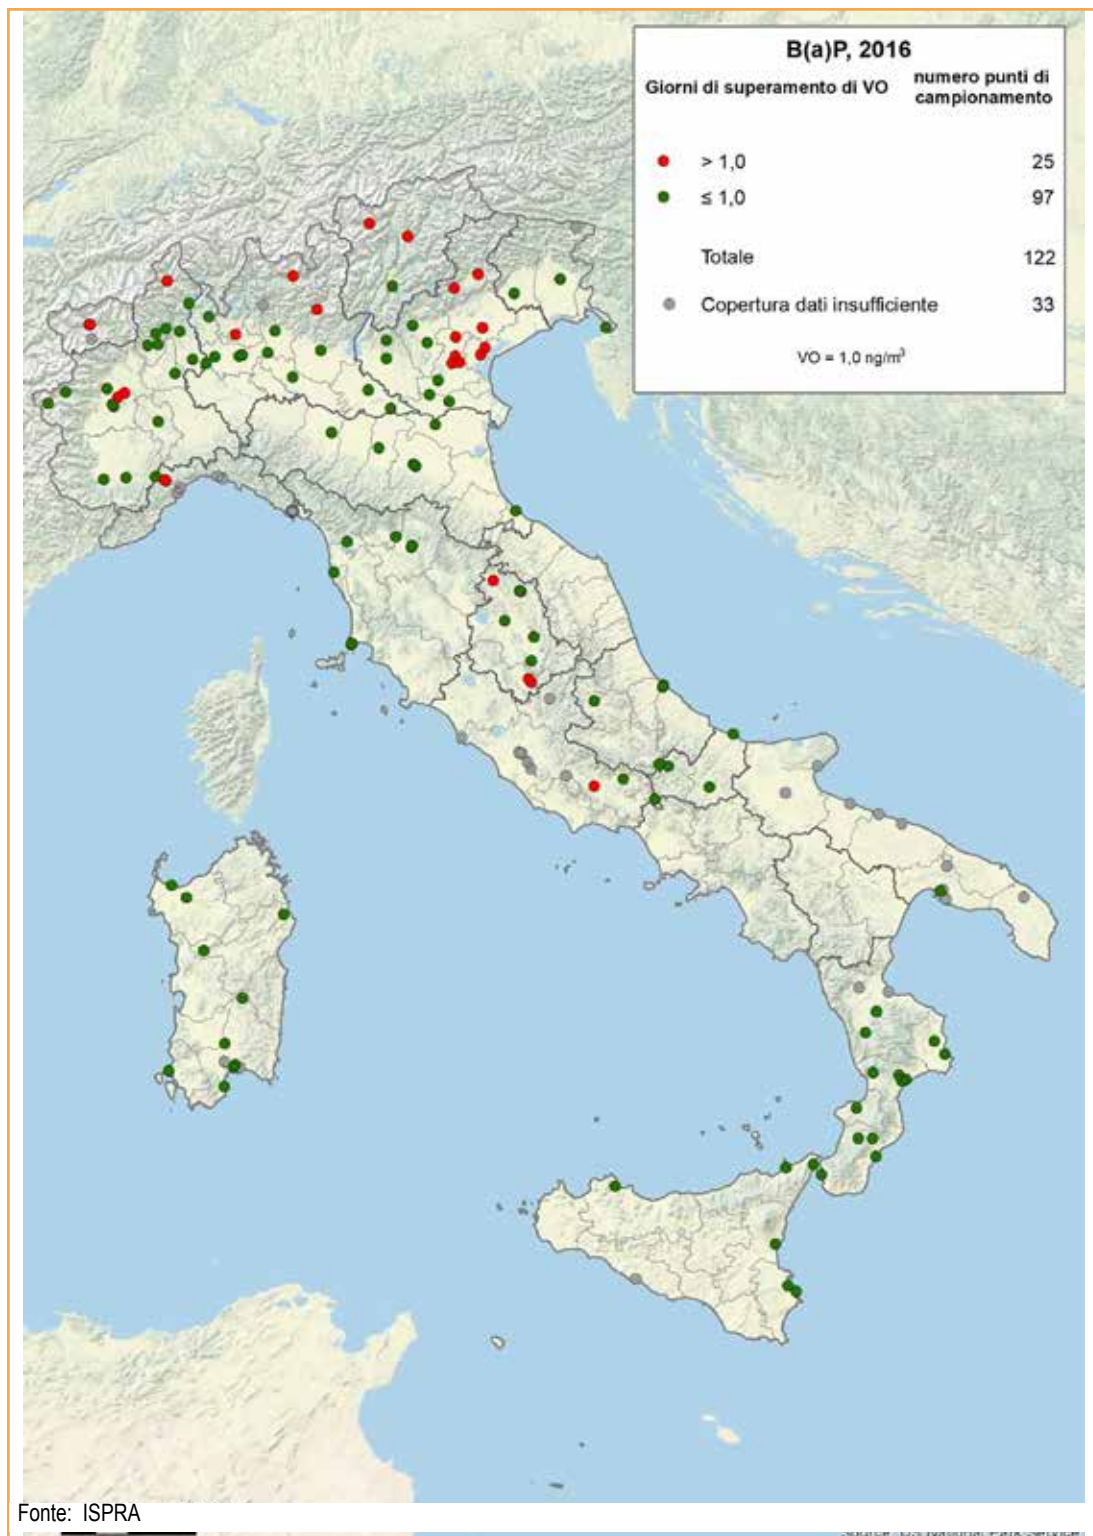 B(a)P, 2016
Giorni di superamento di VO numero punti di campionamento
> 1,0 25
≤ 1,0 97
Totale 122
Copertura dati insufficiente 33
VO = 1,0 ng/m³
Fonte: ISPRA